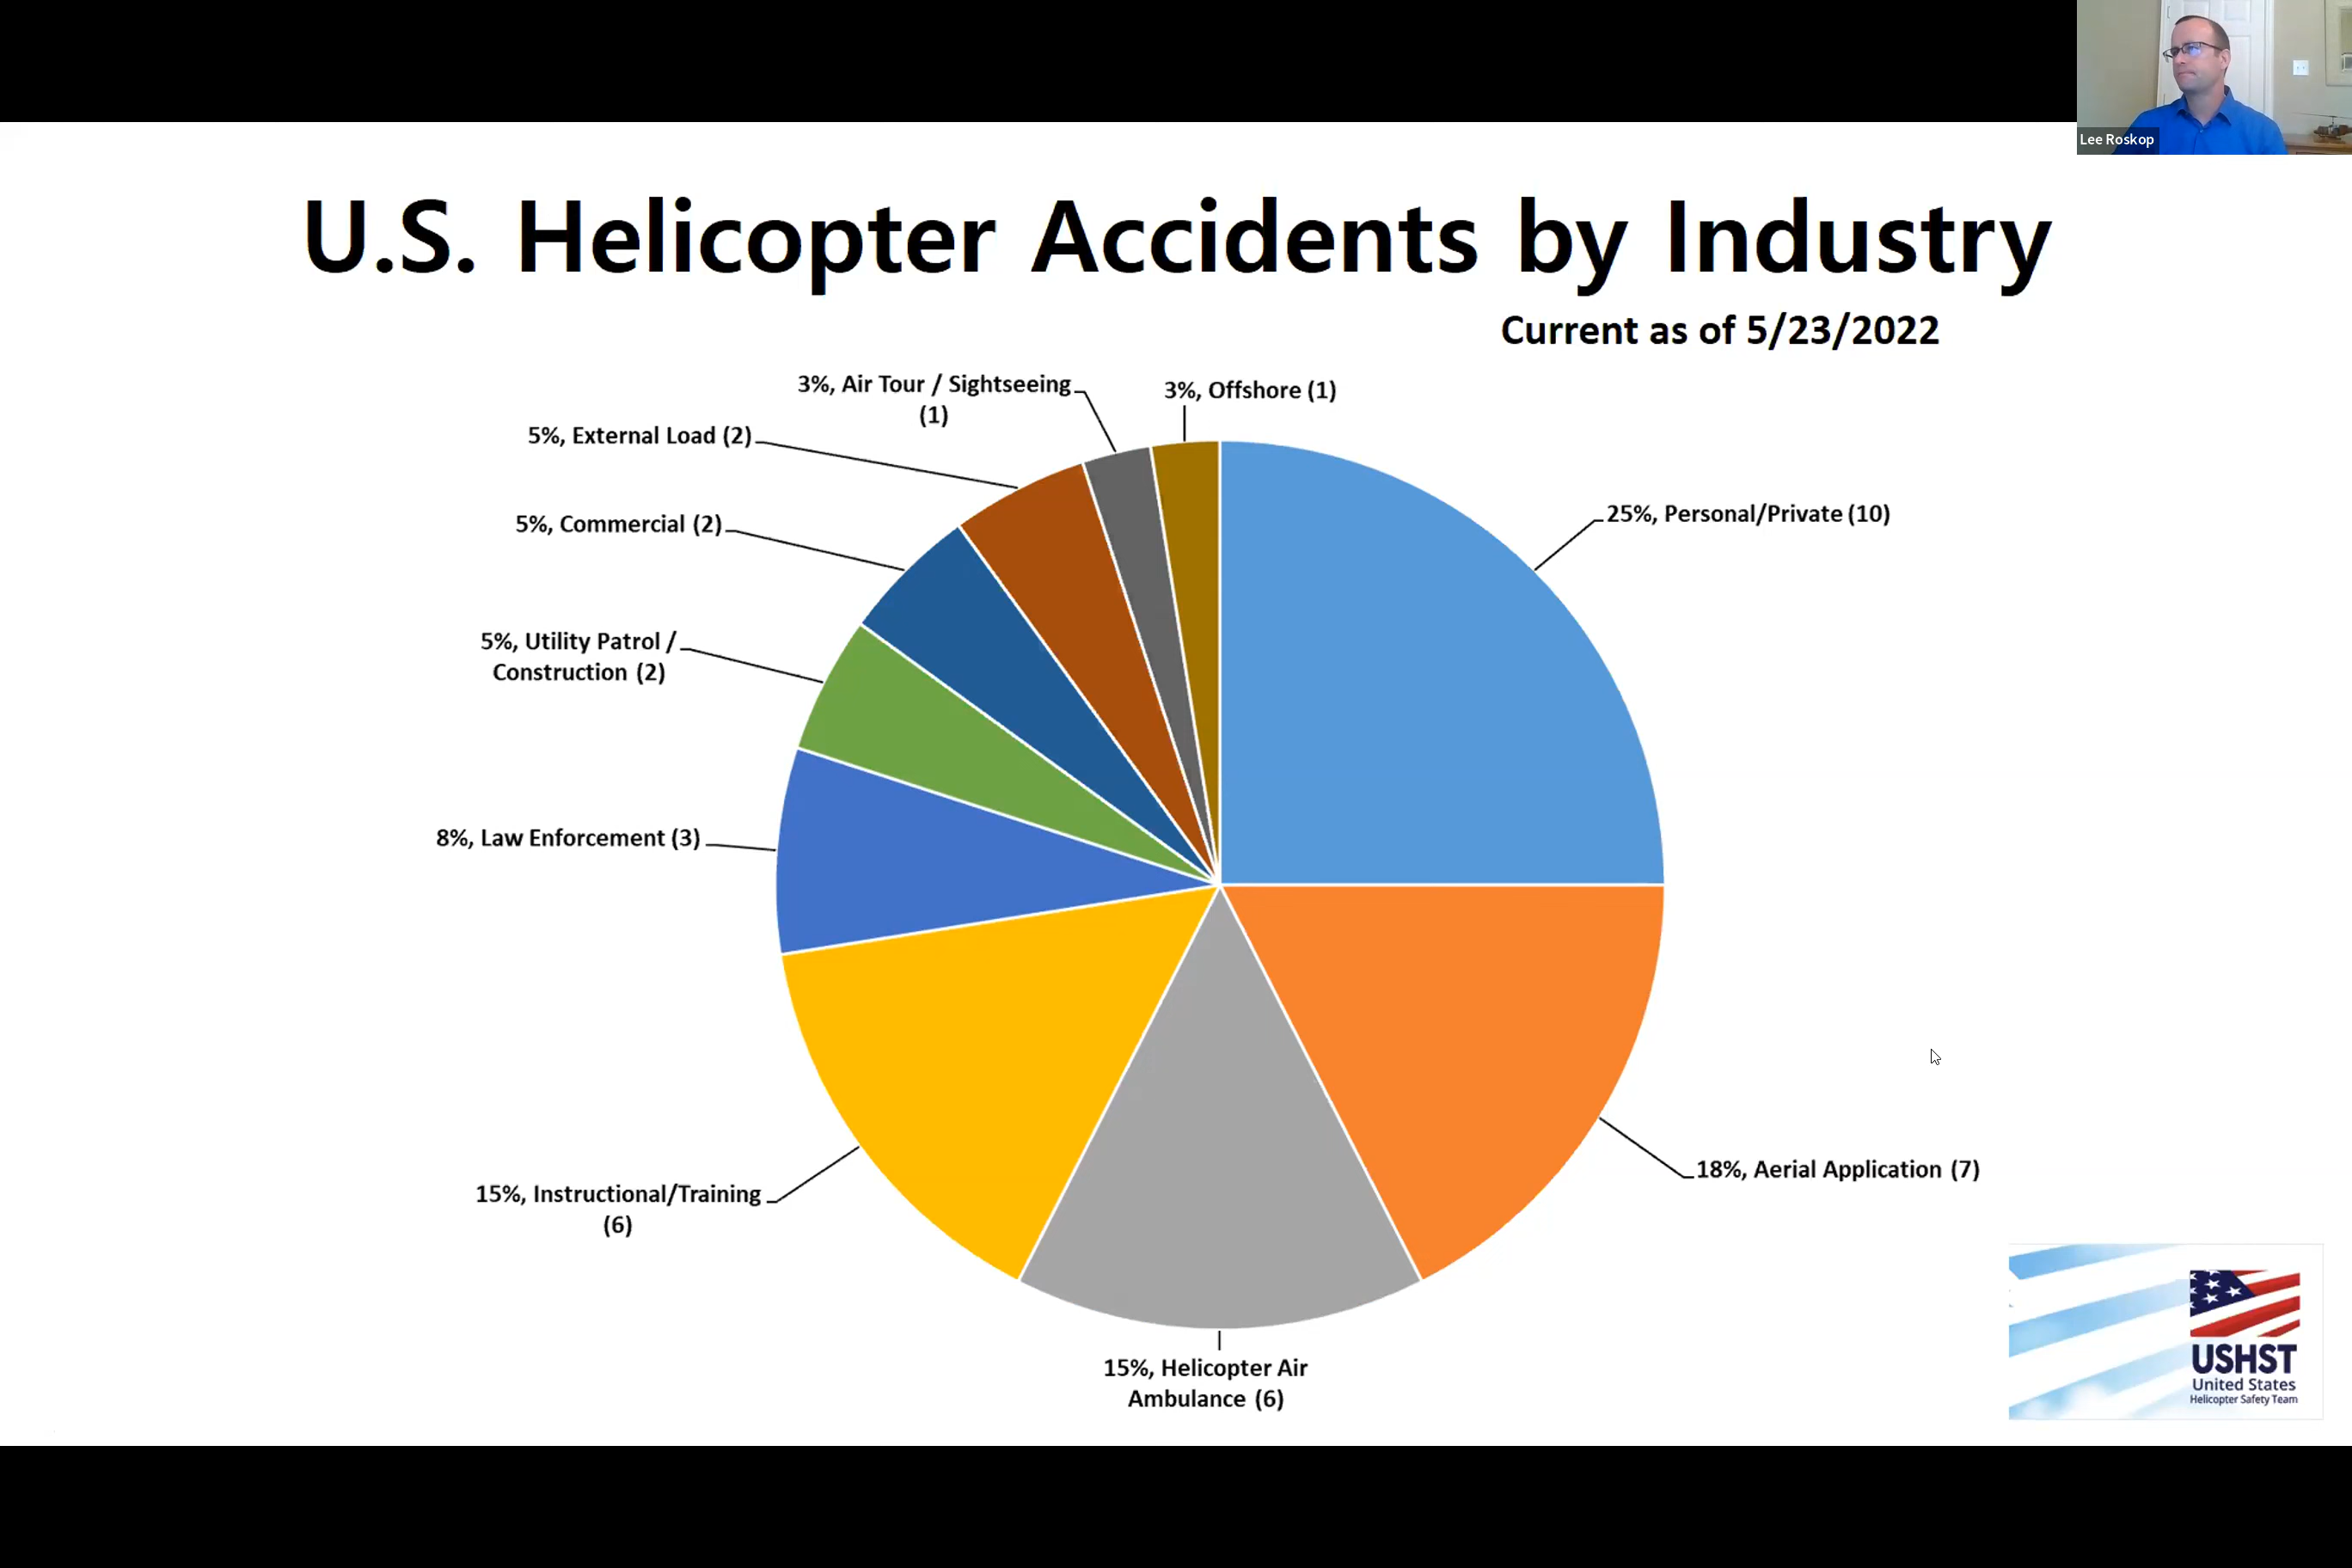 Lee Roskop
U.S. Helicopter Accidents by Industry
Current as of 5/23/2022
3%, Air Tour / Sightseeing
(1)
3%, Offshore (1)
5%, External Load (2)
25%, Personal/Private (10)
5%, Commercial (2)
5%, Utility Patrol /
Construction (2)
8%, Law Enforcement (3)
18%, Aerial Application (7)
15%, Instructional/Training
(6)
15%, Helicopter Air
Ambulance (6)
USHST
United States
Helicopter Safety Team